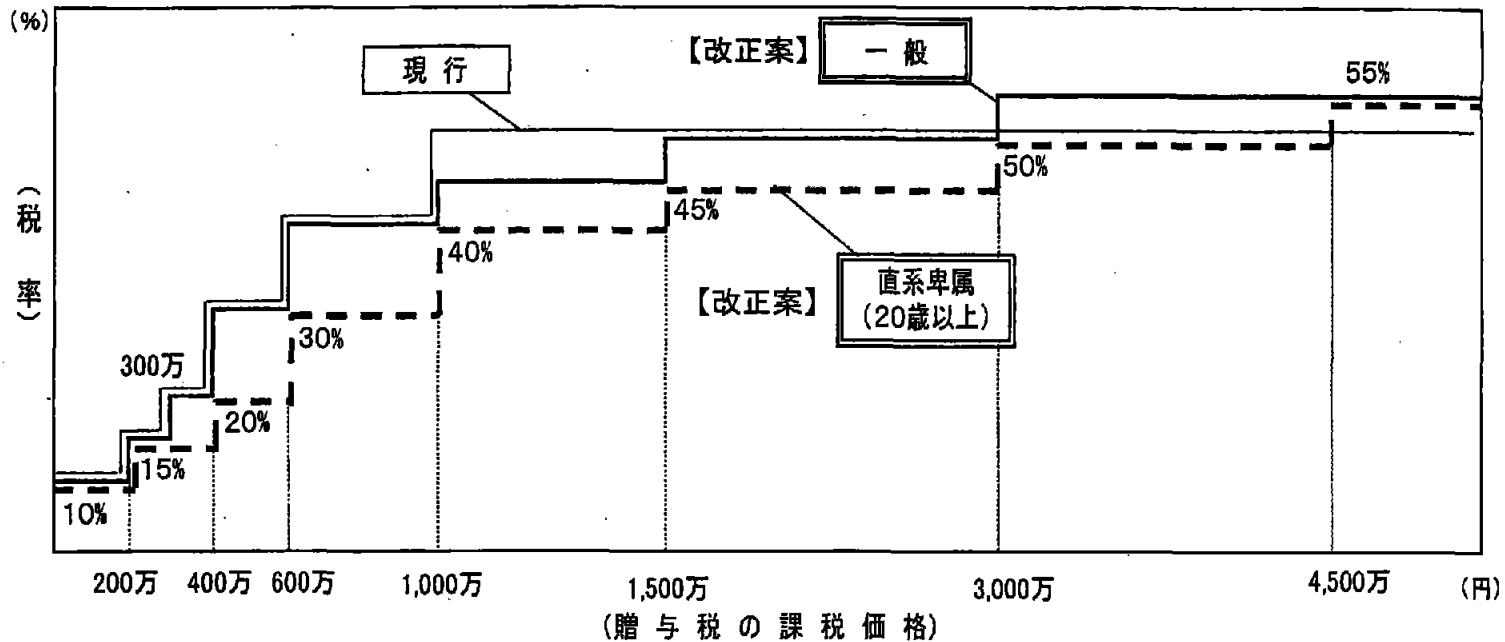 (%)
【改正案】
一 般
現 行
55%
50%
45%
40%
【改正案】
直系卑属
(20歳以上)
30%
300万
20%
15%
10%
(税 率)
200万
400万
600万
1,000万
1,500万
3,000万
4,500万
(円)
(贈 与 税 の 課 税 価 格)